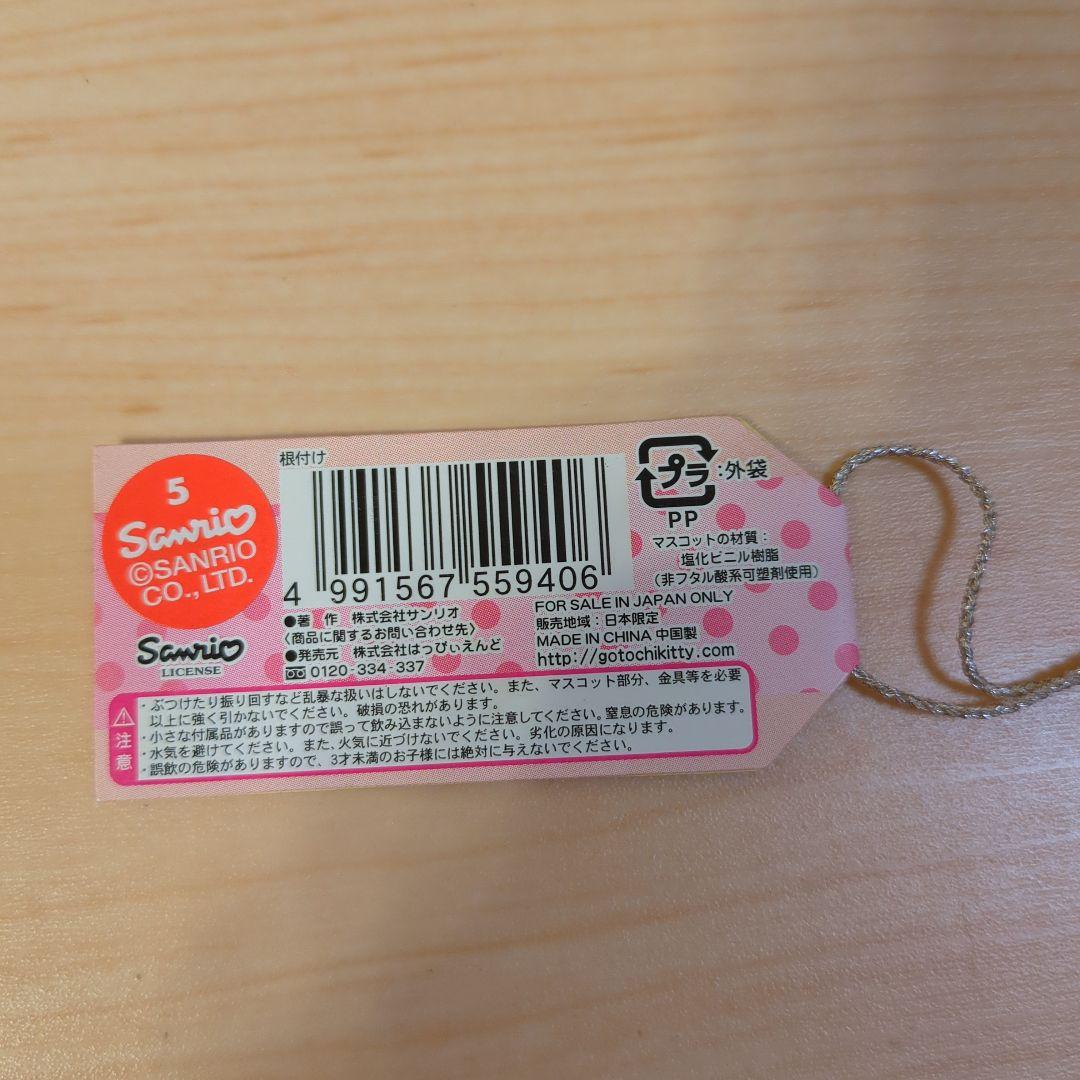 5
Sanrio
©SANRIO
CO., LTD.
Sanrio
LICENSE
根付け
4 991567 559406
プラ:外袋
PP
マスコットの材質:
塩化ビニル樹脂
(非フタル酸系可塑剤使用)
●著 作 株式会社サンリオ
〈商品に関するお問い合わせ先〉
●発売元 株式会社はっぴぃえんど
0120-334-337
FOR SALE IN JAPAN ONLY
販売地域:日本限定
MADE IN CHINA 中国製
http://gotochikitty.com
注意
・ぶつけたり振り回すなど乱暴な扱いはしないでください。また、マスコット部分、金具等を必要
以上に強く引かないでください。破損の恐れがあります。
・小さな付属品がありますので誤って飲み込まないように注意してください。窒息の危険があります。
・水気を避けてください。また、火気に近づけないでください。劣化の原因になります。
・誤飲の危険がありますので、3才未満のお子様には絶対に与えないでください。